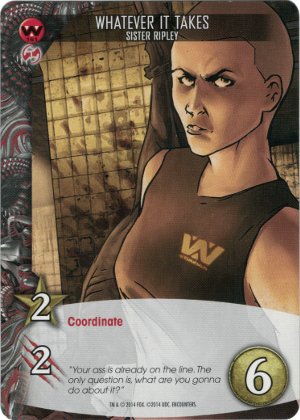 WHATEVER IT TAKES
SISTER RIPLEY
2
Coordinate
2
"Your ass is already on the line. The
only question is, what are you gonna
do about it?"
6
TM & © 2014 FOX. ©2014 UDC. ENCOUNTERS.